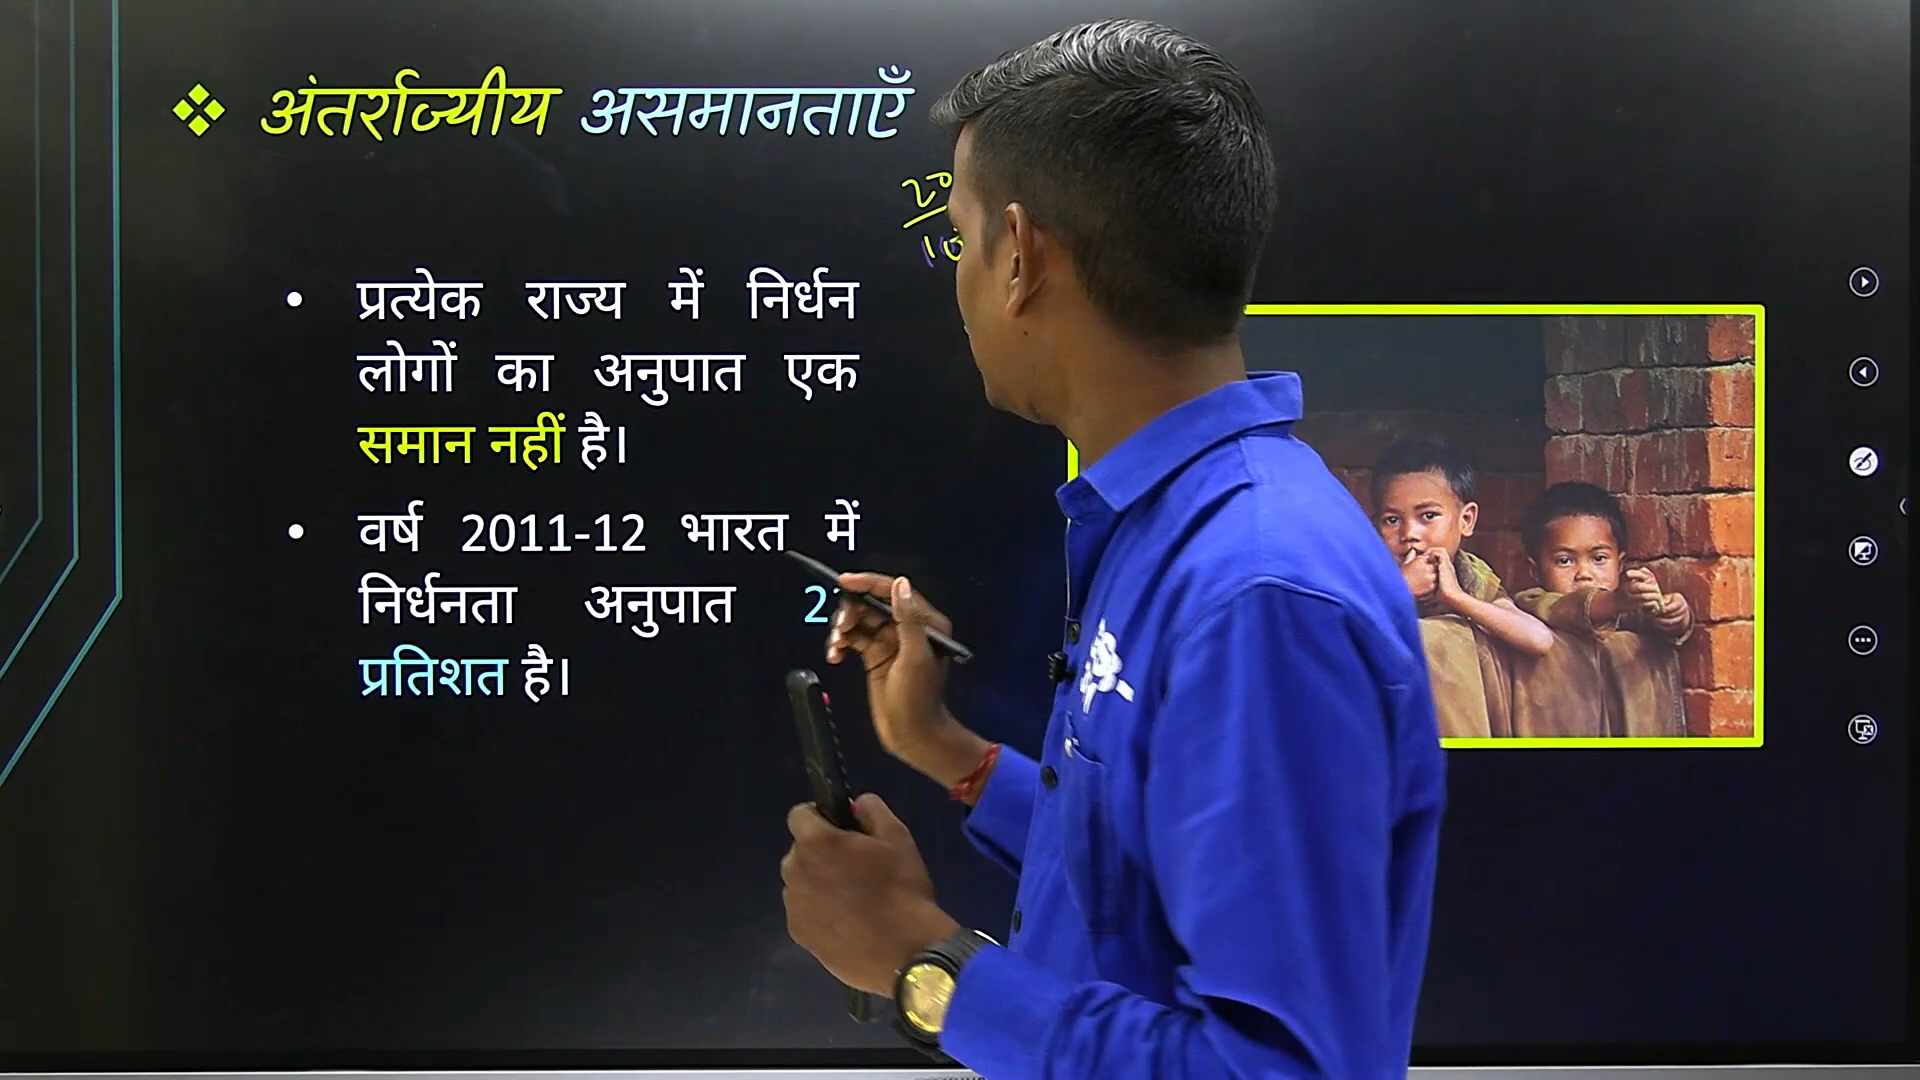 अंतर्राज्यीय असमानताएँ
प्रत्येक राज्य में निर्धन
लोगों का अनुपात एक
समान नहीं है।
वर्ष 2011-12 भारत में
निर्धनता अनुपात
प्रतिशत है।